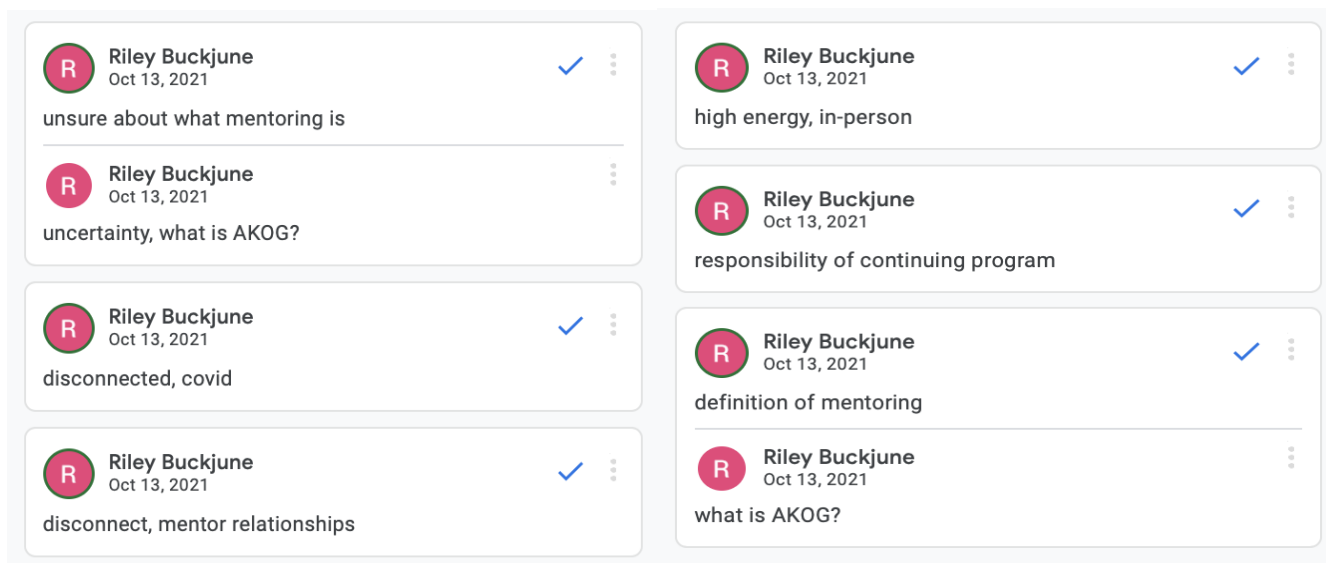 R
Riley Buckjune
Oct 13, 2021
unsure about what mentoring is
R
Riley Buckjune
Oct 13, 2021
uncertainty, what is AKOG?
R
Riley Buckjune
Oct 13, 2021
disconnected, covid
R
Riley Buckjune
Oct 13, 2021
disconnect, mentor relationships
R
Riley Buckjune
Oct 13, 2021
high energy, in-person
R
Riley Buckjune
Oct 13, 2021
responsibility of continuing program
R
Riley Buckjune
Oct 13, 2021
definition of mentoring
R
Riley Buckjune
Oct 13, 2021
what is AKOG?